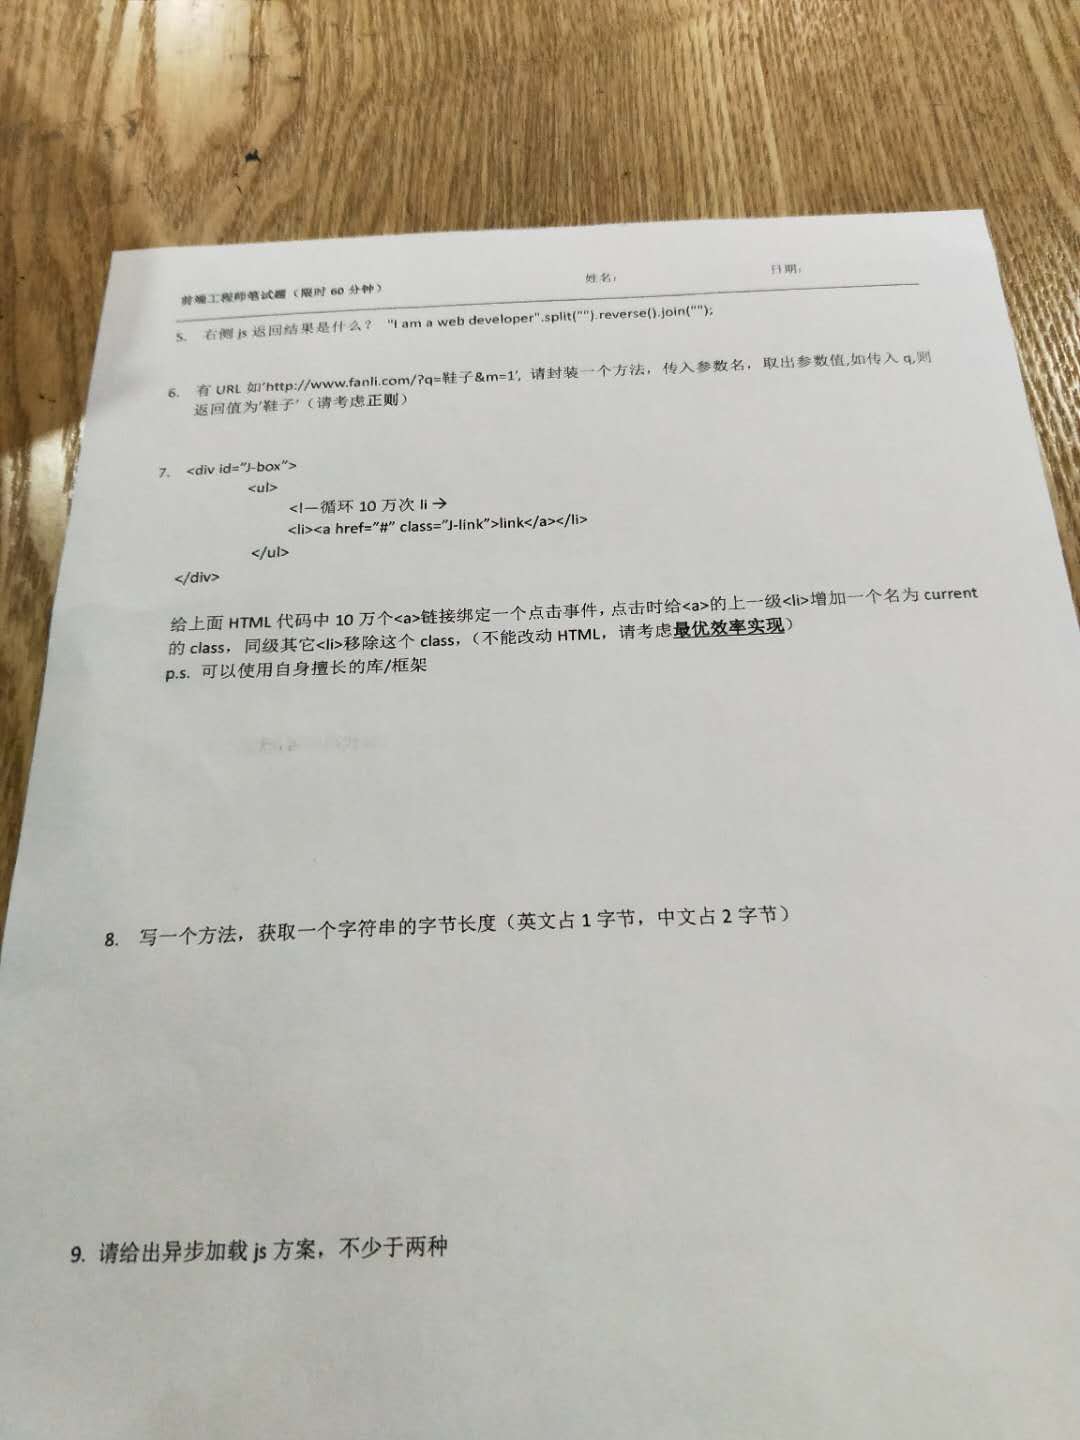 前端工程师笔试题（限时 60 分钟） 姓名： 日期：
5. 右侧 js 返回结果是什么？ "I am a web developer".split("").reverse().join("");
6. 有 URL 如'http://www.fanli.com/?q=鞋子&m=1'，请封装一个方法，传入参数名，取出参数值,如传入 q,则
返回值为'鞋子'（请考虑正则）
7. <div id="J-box">
<ul>
<!—循环 10 万次 li →
<li><a href="#" class="J-link">link</a></li>
</ul>
</div>
给上面 HTML 代码中 10 万个<a>链接绑定一个点击事件，点击时给<a>的上一级<li>增加一个名为 current
的 class，同级其它<li>移除这个 class，（不能改动 HTML，请考虑最优效率实现）
p.s. 可以使用自身擅长的库/框架
8. 写一个方法，获取一个字符串的字节长度（英文占 1 字节，中文占 2 字节）
9. 请给出异步加载 js 方案，不少于两种